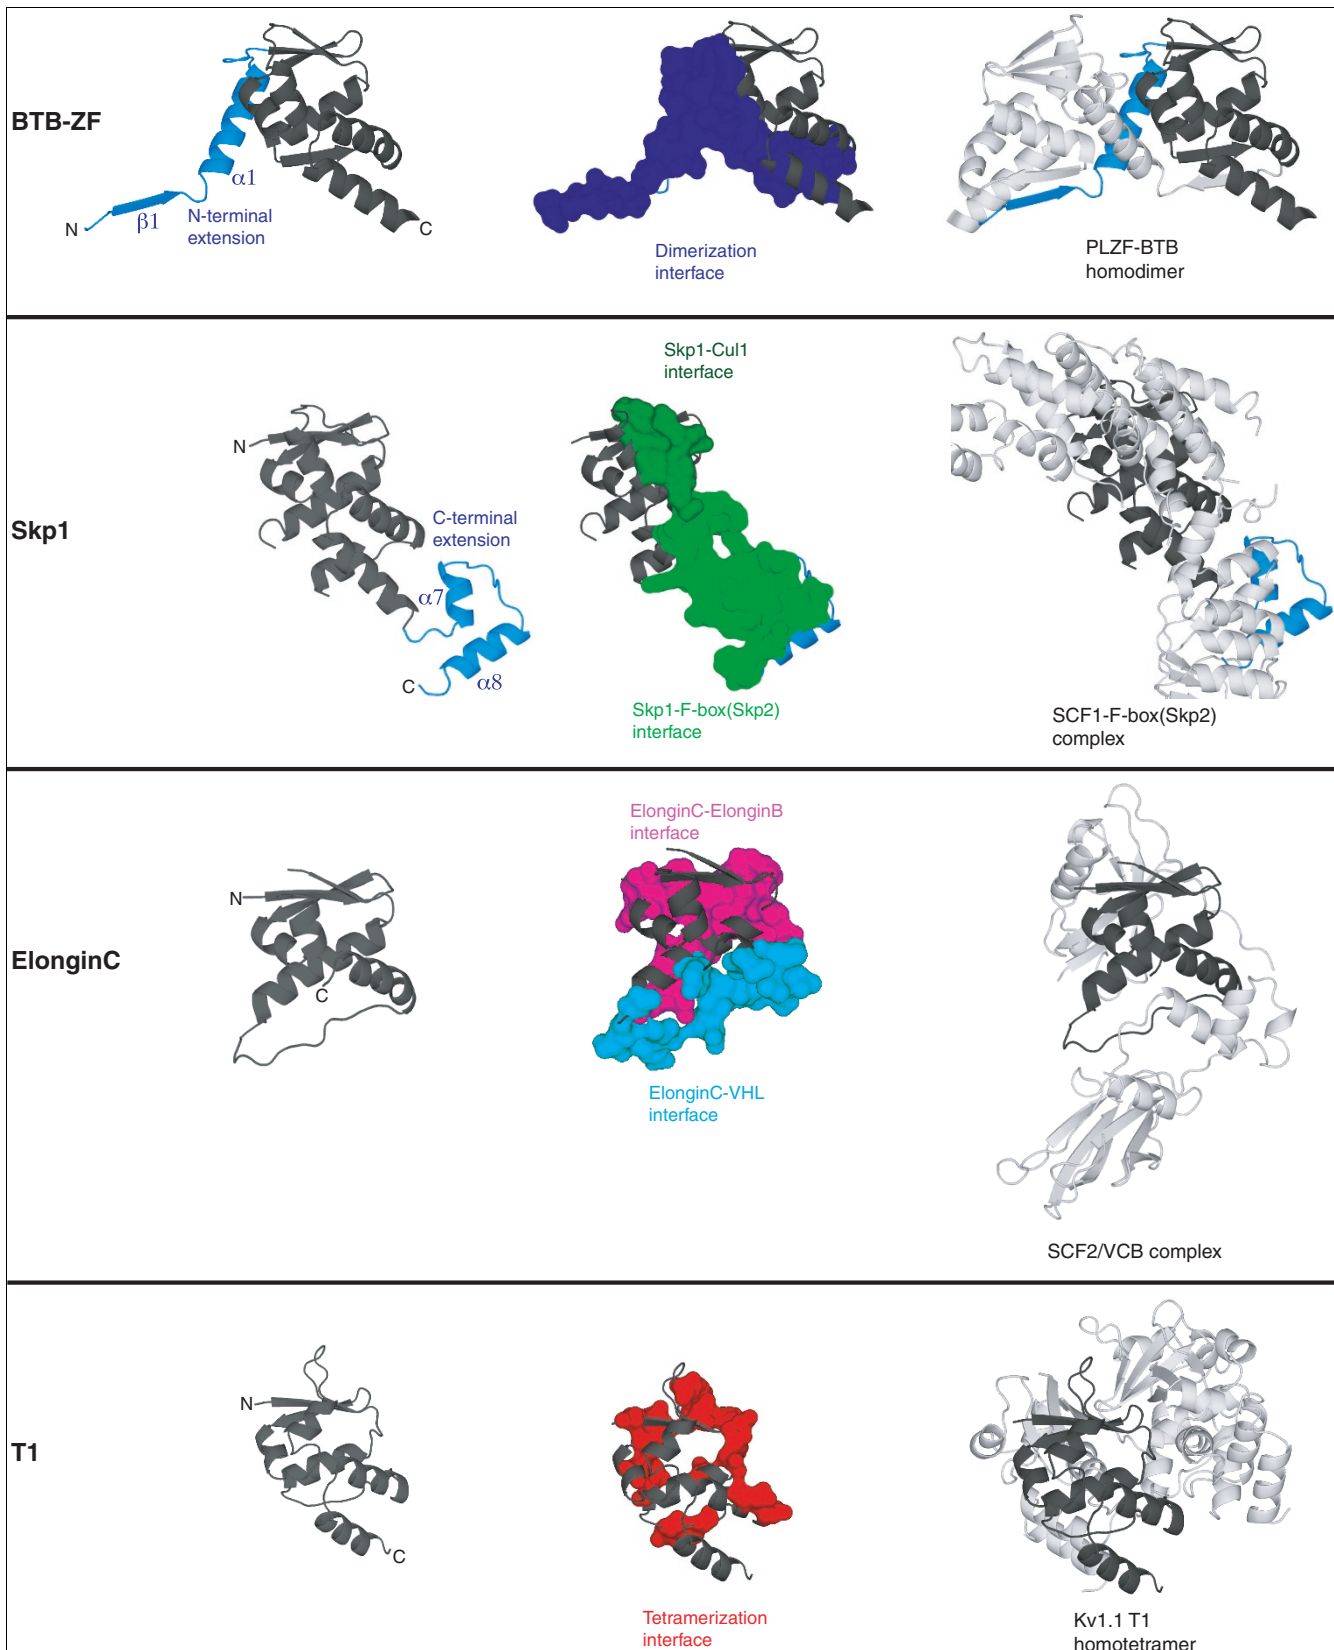 BTB-ZF
N
β1
α1
N-terminal
extension
C
Dimerization
interface
PLZF-BTB
homodimer
Skp1
N
C-terminal
extension
α7
α8
C
Skp1-Cul1
interface
Skp1-F-box(Skp2)
interface
SCF1-F-box(Skp2)
complex
ElonginC
N
C
ElonginC-ElonginB
interface
ElonginC-VHL
interface
SCF2/VCB complex
T1
N
C
Tetramerization
interface
Kv1.1 T1
homotetramer